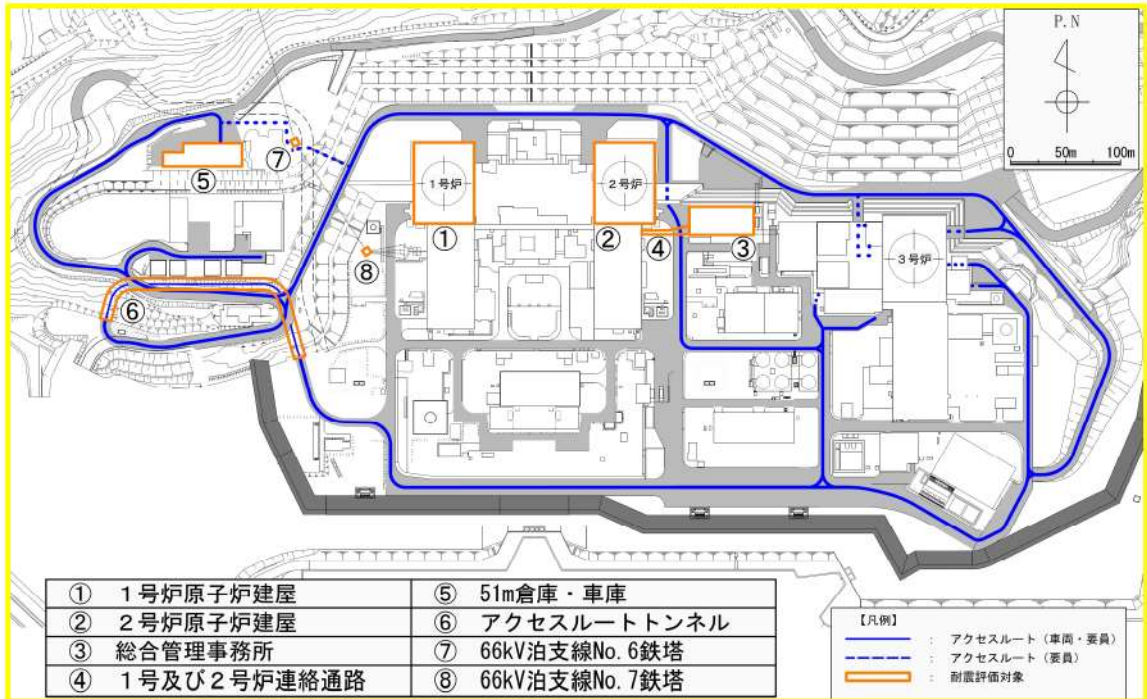 P.N
0 50m 100m
⑦
⑤
1号炉
2号炉
①
②
④
③
3号炉
⑧
⑥
① 1号炉原子炉建屋 ⑤ 51m倉庫・車庫
② 2号炉原子炉建屋 ⑥ アクセスルートトンネル
③ 総合管理事務所 ⑦ 66kV泊支線No.6鉄塔
④ 1号及び2号炉連絡通路 ⑧ 66kV泊支線No.7鉄塔
【凡例】
: アクセスルート（車両・要員）
: アクセスルート（要員）
: 耐震評価対象